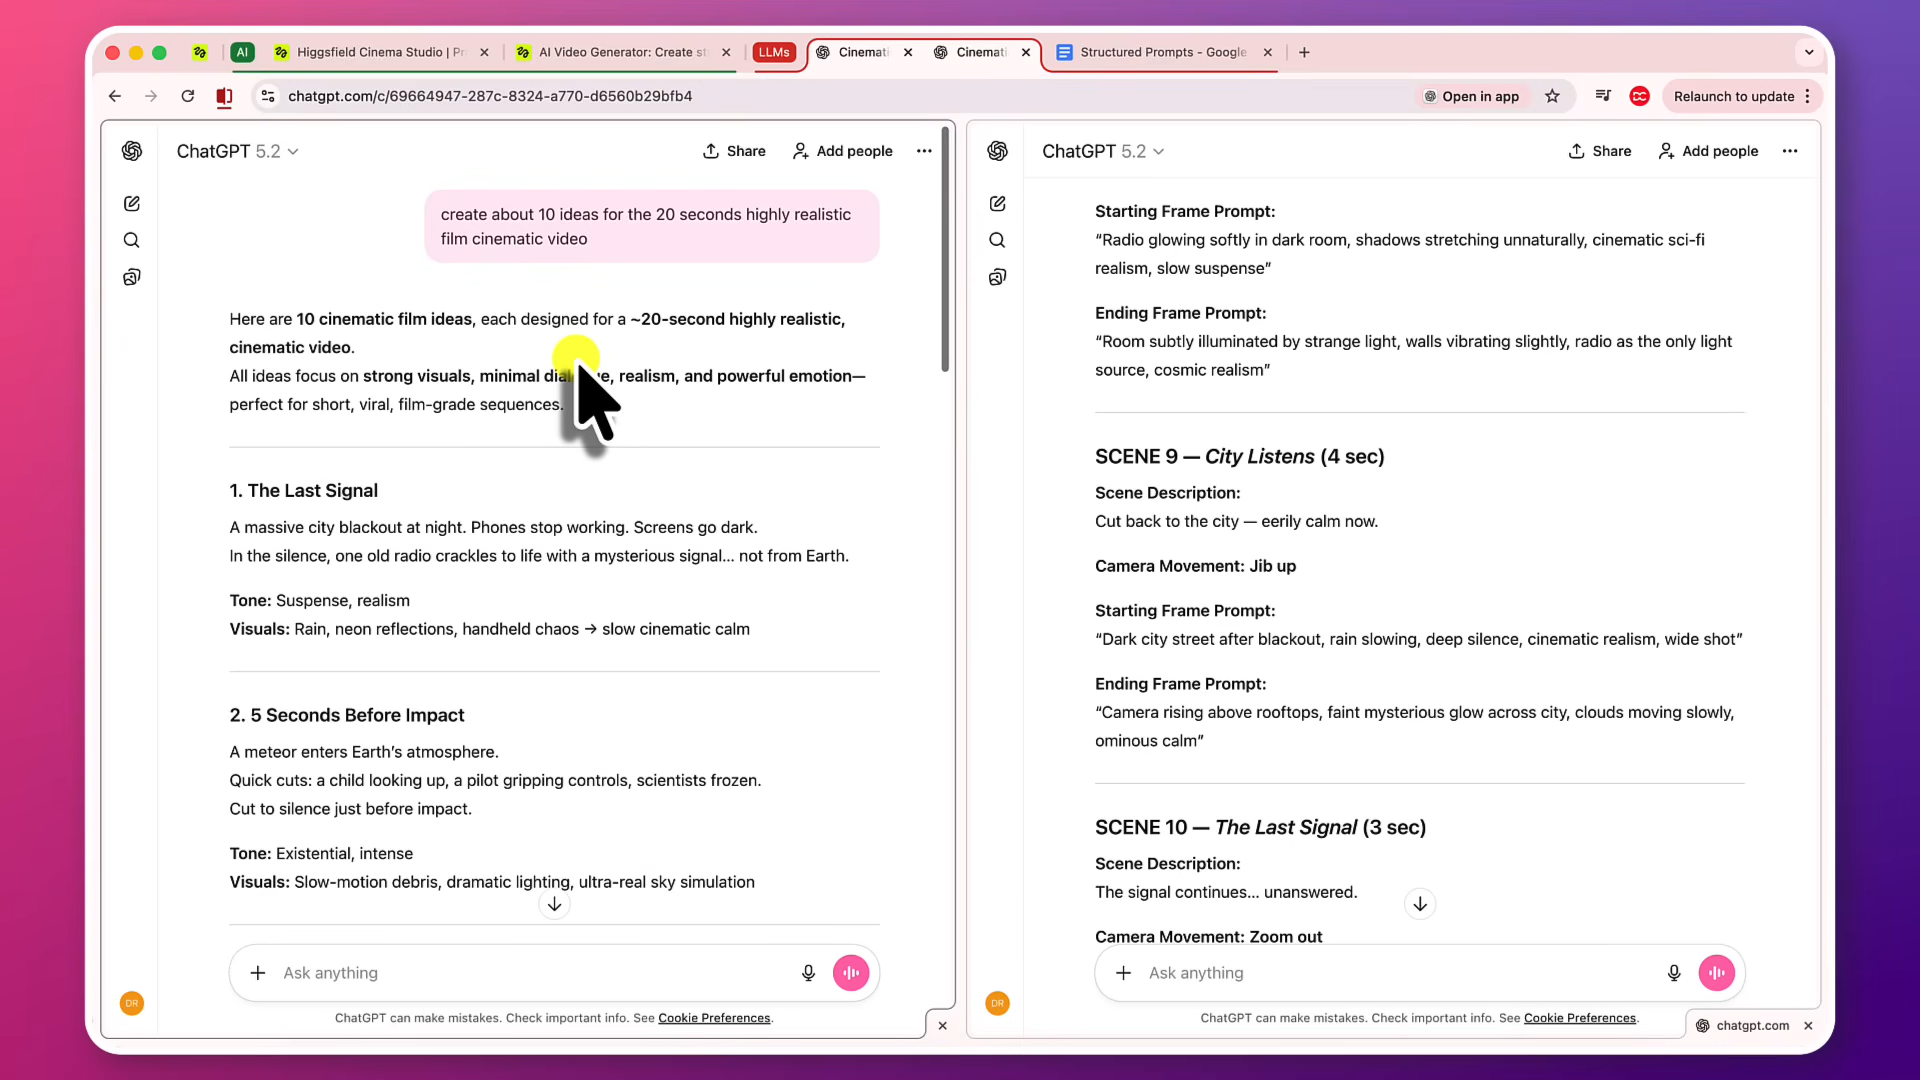 AI
Higgsfield Cinema Studio | Pr
AI Video Generator: Create st
LLMs
Cinemati
Cinemati
Structured Prompts - Google
chatgpt.com/c/69664947-287c-8324-a770-d6560b29bfb4
Open in app
Relaunch to update
ChatGPT 5.2
Share
Add people
create about 10 ideas for the 20 seconds highly realistic
film cinematic video
Here are 10 cinematic film ideas, each designed for a ~20-second highly realistic,
cinematic video.
All ideas focus on strong visuals, minimal dia e, realism, and powerful emotion—
perfect for short, viral, film-grade sequences.
1. The Last Signal
A massive city blackout at night. Phones stop working. Screens go dark.
In the silence, one old radio crackles to life with a mysterious signal... not from Earth.
Tone: Suspense, realism
Visuals: Rain, neon reflections, handheld chaos → slow cinematic calm
2. 5 Seconds Before Impact
A meteor enters Earth's atmosphere.
Quick cuts: a child looking up, a pilot gripping controls, scientists frozen.
Cut to silence just before impact.
Tone: Existential, intense
Visuals: Slow-motion debris, dramatic lighting, ultra-real sky simulation
Ask anything
DR
ChatGPT can make mistakes. Check important info. See Cookie Preferences.
ChatGPT 5.2
Share
Add people
Starting Frame Prompt:
“Radio glowing softly in dark room, shadows stretching unnaturally, cinematic sci-fi
realism, slow suspense”
Ending Frame Prompt:
“Room subtly illuminated by strange light, walls vibrating slightly, radio as the only light
source, cosmic realism”
SCENE 9 — City Listens (4 sec)
Scene Description:
Cut back to the city — eerily calm now.
Camera Movement: Jib up
Starting Frame Prompt:
“Dark city street after blackout, rain slowing, deep silence, cinematic realism, wide shot”
Ending Frame Prompt:
“Camera rising above rooftops, faint mysterious glow across city, clouds moving slowly,
ominous calm”
SCENE 10 — The Last Signal (3 sec)
Scene Description:
The signal continues... unanswered.
Camera Movement: Zoom out
Ask anything
DR
ChatGPT can make mistakes. Check important info. See Cookie Preferences.
chatgpt.com